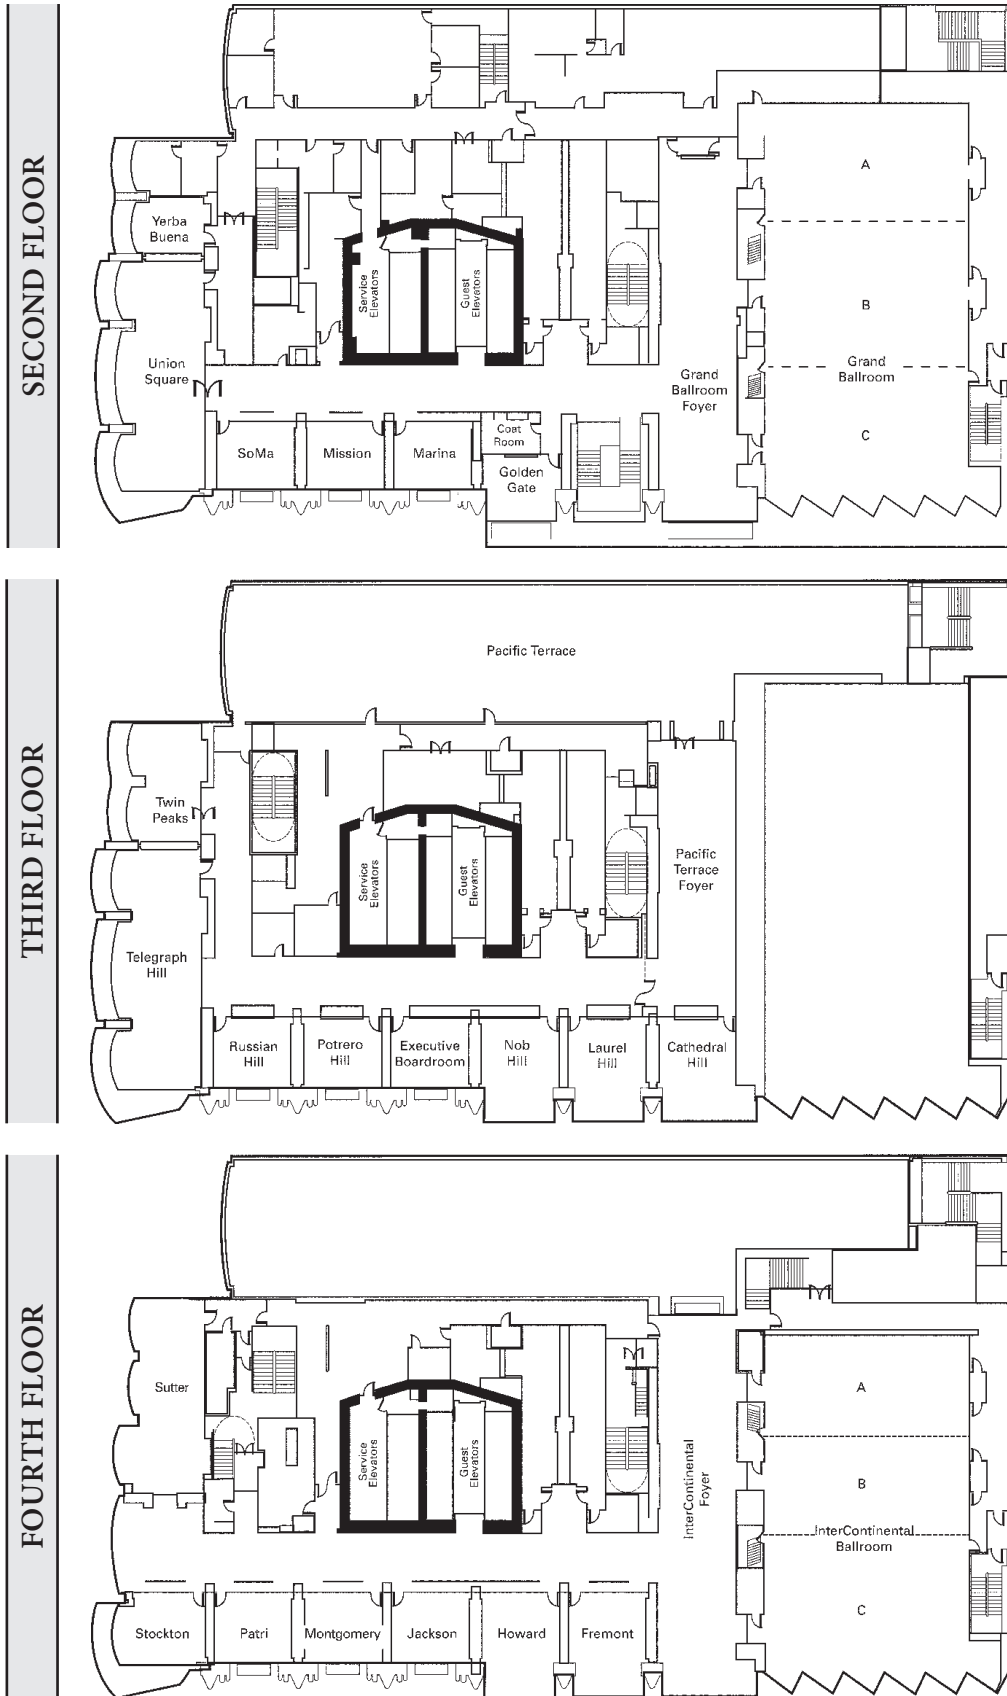 SECOND FLOOR
A
Yerba
Buena
Service
Elevators
Guest
Elevators
B
Union
Square
Grand
Ballroom
Foyer
Grand
Ballroom
SoMa
Mission
Marina
Coat
Room
C
Golden
Gate
THIRD FLOOR
Pacific Terrace
Twin
Peaks
Service
Elevators
Guest
Elevators
Pacific
Terrace
Foyer
Telegraph
Hill
Russian
Hill
Potrero
Hill
Executive
Boardroom
Nob
Hill
Laurel
Hill
Cathedral
Hill
FOURTH FLOOR
Sutter
A
Service
Elevators
Guest
Elevators
InterContinental
Foyer
B
InterContinental
Ballroom
C
Stockton
Patri
Montgomery
Jackson
Howard
Fremont